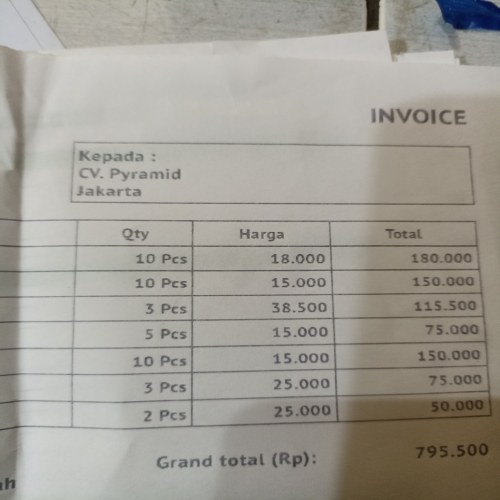 INVOICE
Kepada :
CV. Pyramid
Jakarta
Qty Harga Total
10 Pcs 18.000 180.000
10 Pcs 15.000 150.000
3 Pcs 38.500 115.500
5 Pcs 15.000 75.000
10 Pcs 15.000 150.000
3 Pcs 25.000 75.000
2 Pcs 25.000 50.000
Grand total (Rp): 795.500
ah